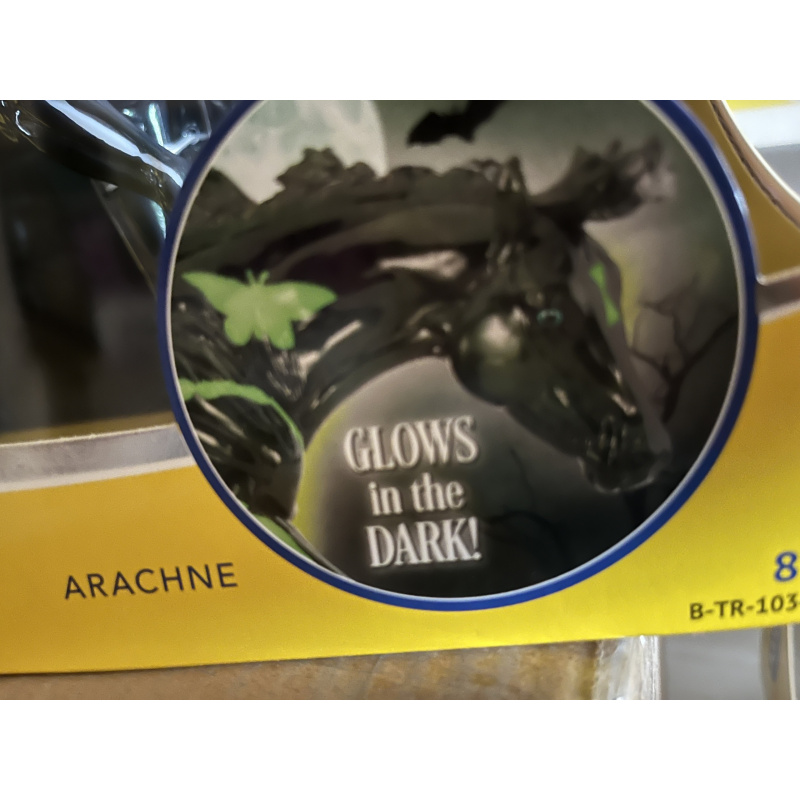 GLOWS
in the
DARK!
ARACHNE
8
B-TR-103